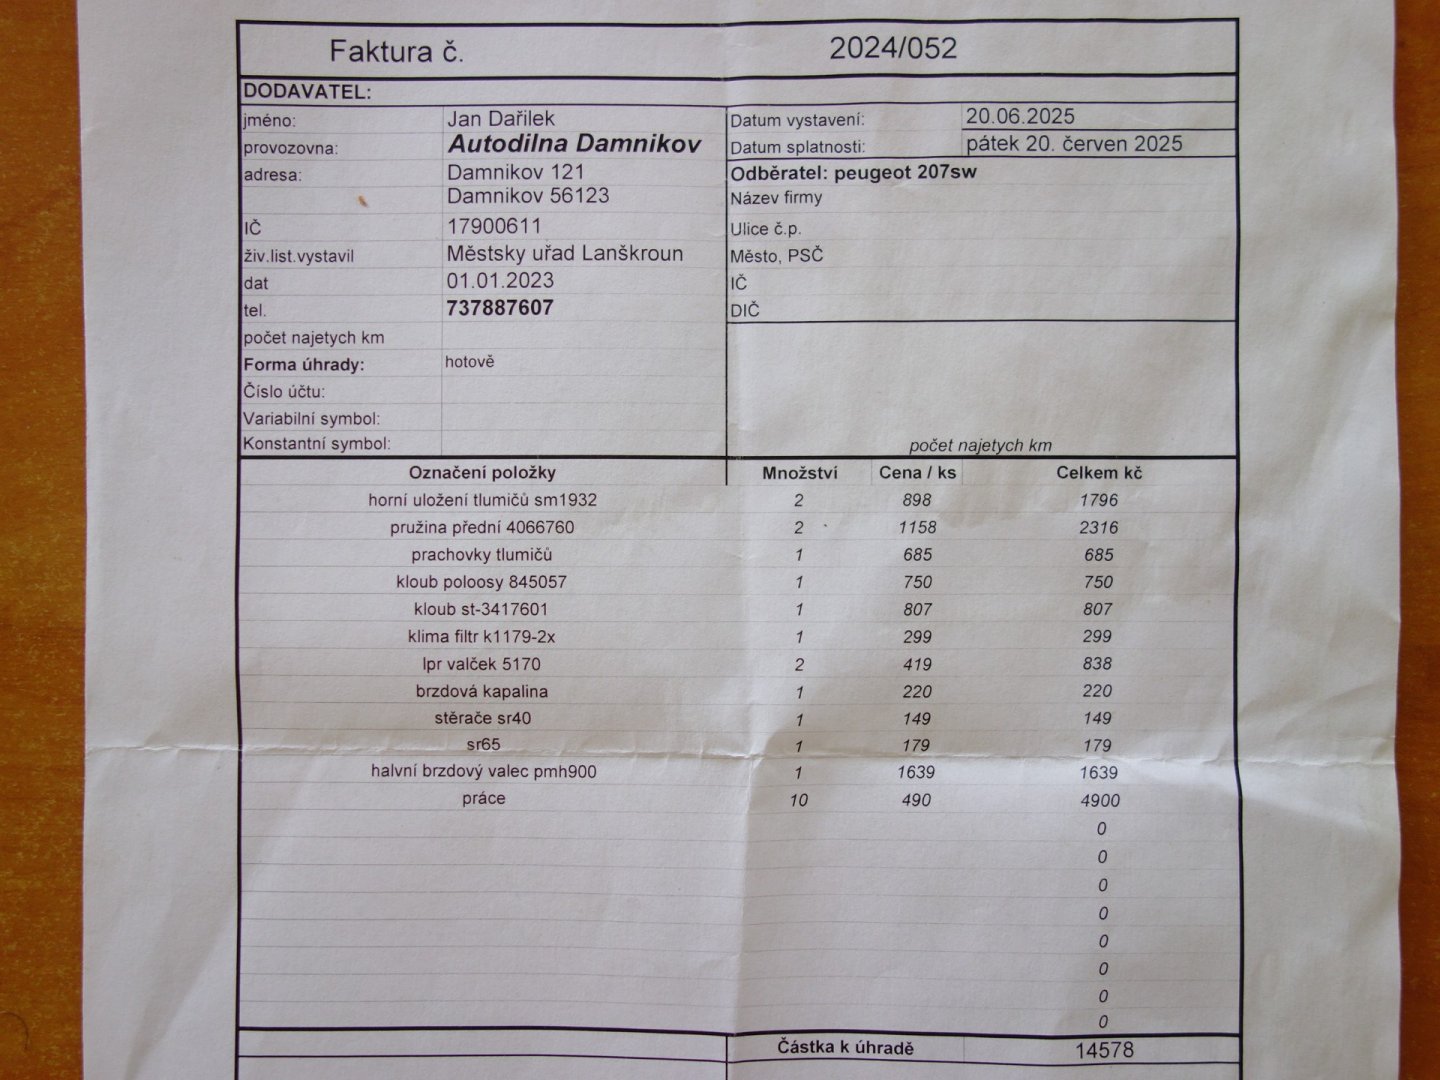 Faktura č. 2024/052
DODAVATEL:
jméno: Jan Dařilek Datum vystavení: 20.06.2025
provozovna: Autodilna Damnikov Datum splatnosti: pátek 20. červen 2025
adresa: Damnikov 121 Odběratel: peugeot 207sw
Damnikov 56123 Název firmy
IČ 17900611 Ulice č.p.
živ.list.vystavil Městsky uřad Lanškroun Město, PSČ
dat 01.01.2023 IČ
tel. 737887607 DIČ
počet najetych km
Forma úhrady: hotově
Číslo účtu:
Variabilní symbol:
Konstantní symbol: počet najetych km
Označení položky Množství Cena / ks Celkem kč
horní uložení tlumičů sm1932 2 898 1796
pružina přední 4066760 2 1158 2316
prachovky tlumičů 1 685 685
kloub poloosy 845057 1 750 750
kloub st-3417601 1 807 807
klima filtr k1179-2x 1 299 299
lpr valček 5170 2 419 838
brzdová kapalina 1 220 220
stěrače sr40 1 149 149
sr65 1 179 179
halvní brzdový valec pmh900 1 1639 1639
práce 10 490 4900
0
0
0
0
0
0
0
0
Částka k úhradě 14578